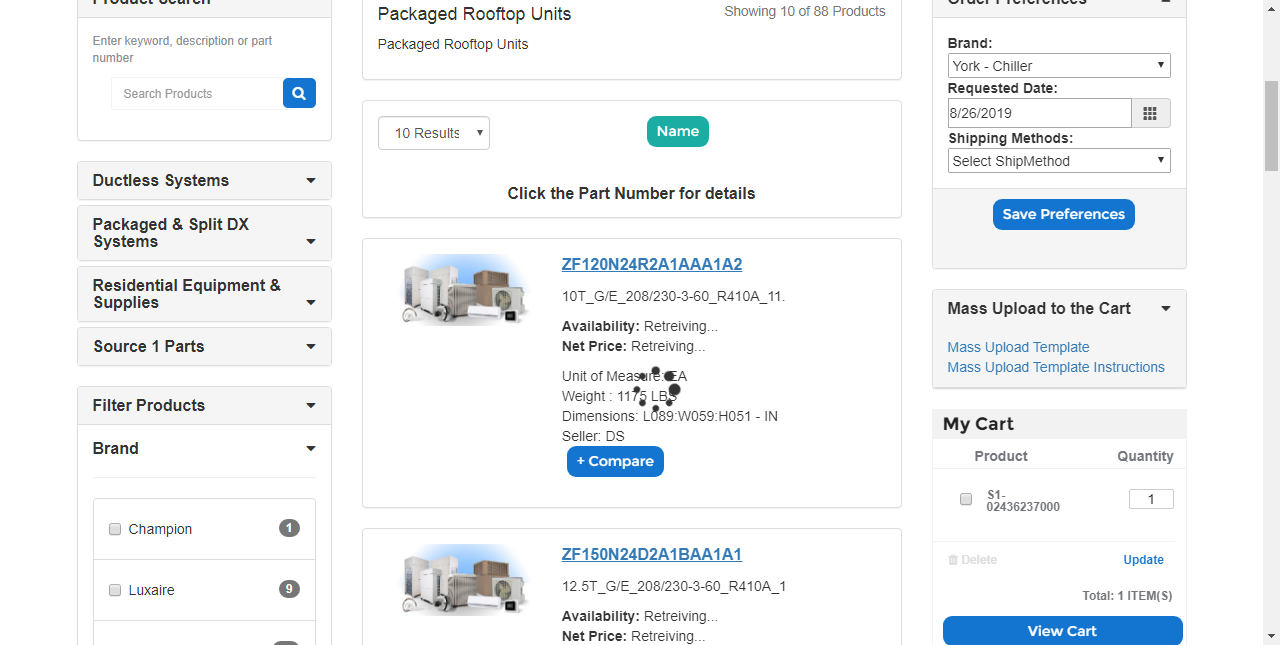 Product Search
Enter keyword, description or part
number
Search Products
Ductless Systems
Packaged & Split DX
Systems
Residential Equipment &
Supplies
Source 1 Parts
Filter Products
Brand
Champion
1
Luxaire
9
Packaged Rooftop Units
Showing 10 of 88 Products
Packaged Rooftop Units
10 Results
Name
Click the Part Number for details
ZF120N24R2A1AAA1A2
10T_G/E_208/230-3-60_R410A_11.
Availability: Retreiving...
Net Price: Retreiving...
Unit of Measure: EA
Weight : 1175 LBS
Dimensions: L089:W059:H051 - IN
Seller: DS
+ Compare
ZF150N24D2A1BAA1A1
12.5T_G/E_208/230-3-60_R410A_1
Availability: Retreiving...
Net Price: Retreiving...
Order Preferences
Brand:
York - Chiller
Requested Date:
8/26/2019
Shipping Methods:
Select ShipMethod
Save Preferences
Mass Upload to the Cart
Mass Upload Template
Mass Upload Template Instructions
My Cart
Product Quantity
S1-
02436237000
1
Delete
Update
Total: 1 ITEM(S)
View Cart